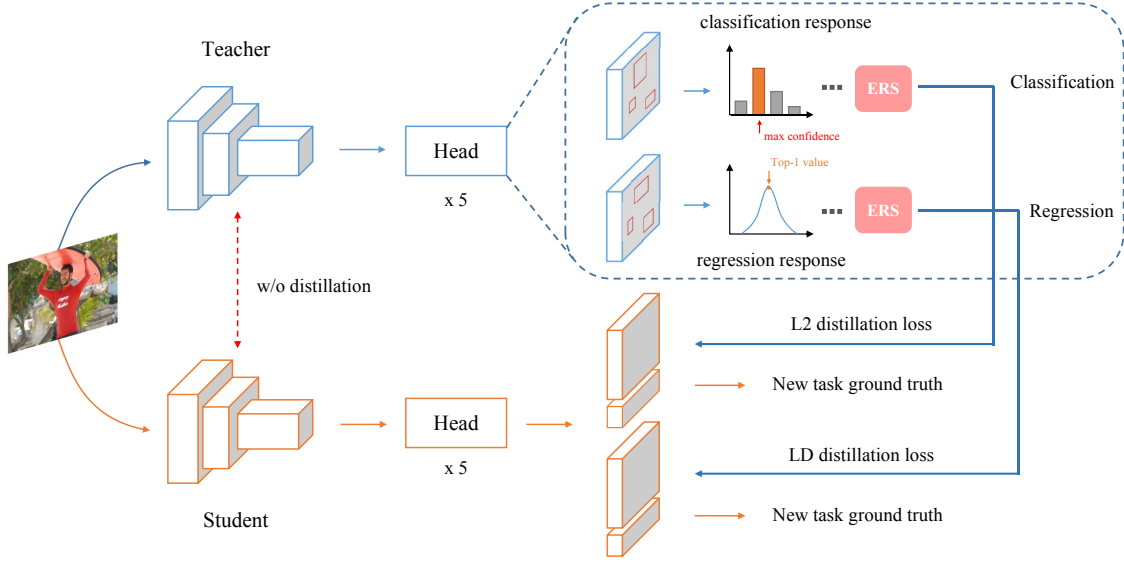 Teacher
classification response
Classification
ERS
max confidence
Head
x 5
Top-1 value
ERS
Regression
regression response
w/o distillation
L2 distillation loss
New task ground truth
Head
x 5
LD distillation loss
New task ground truth
Student